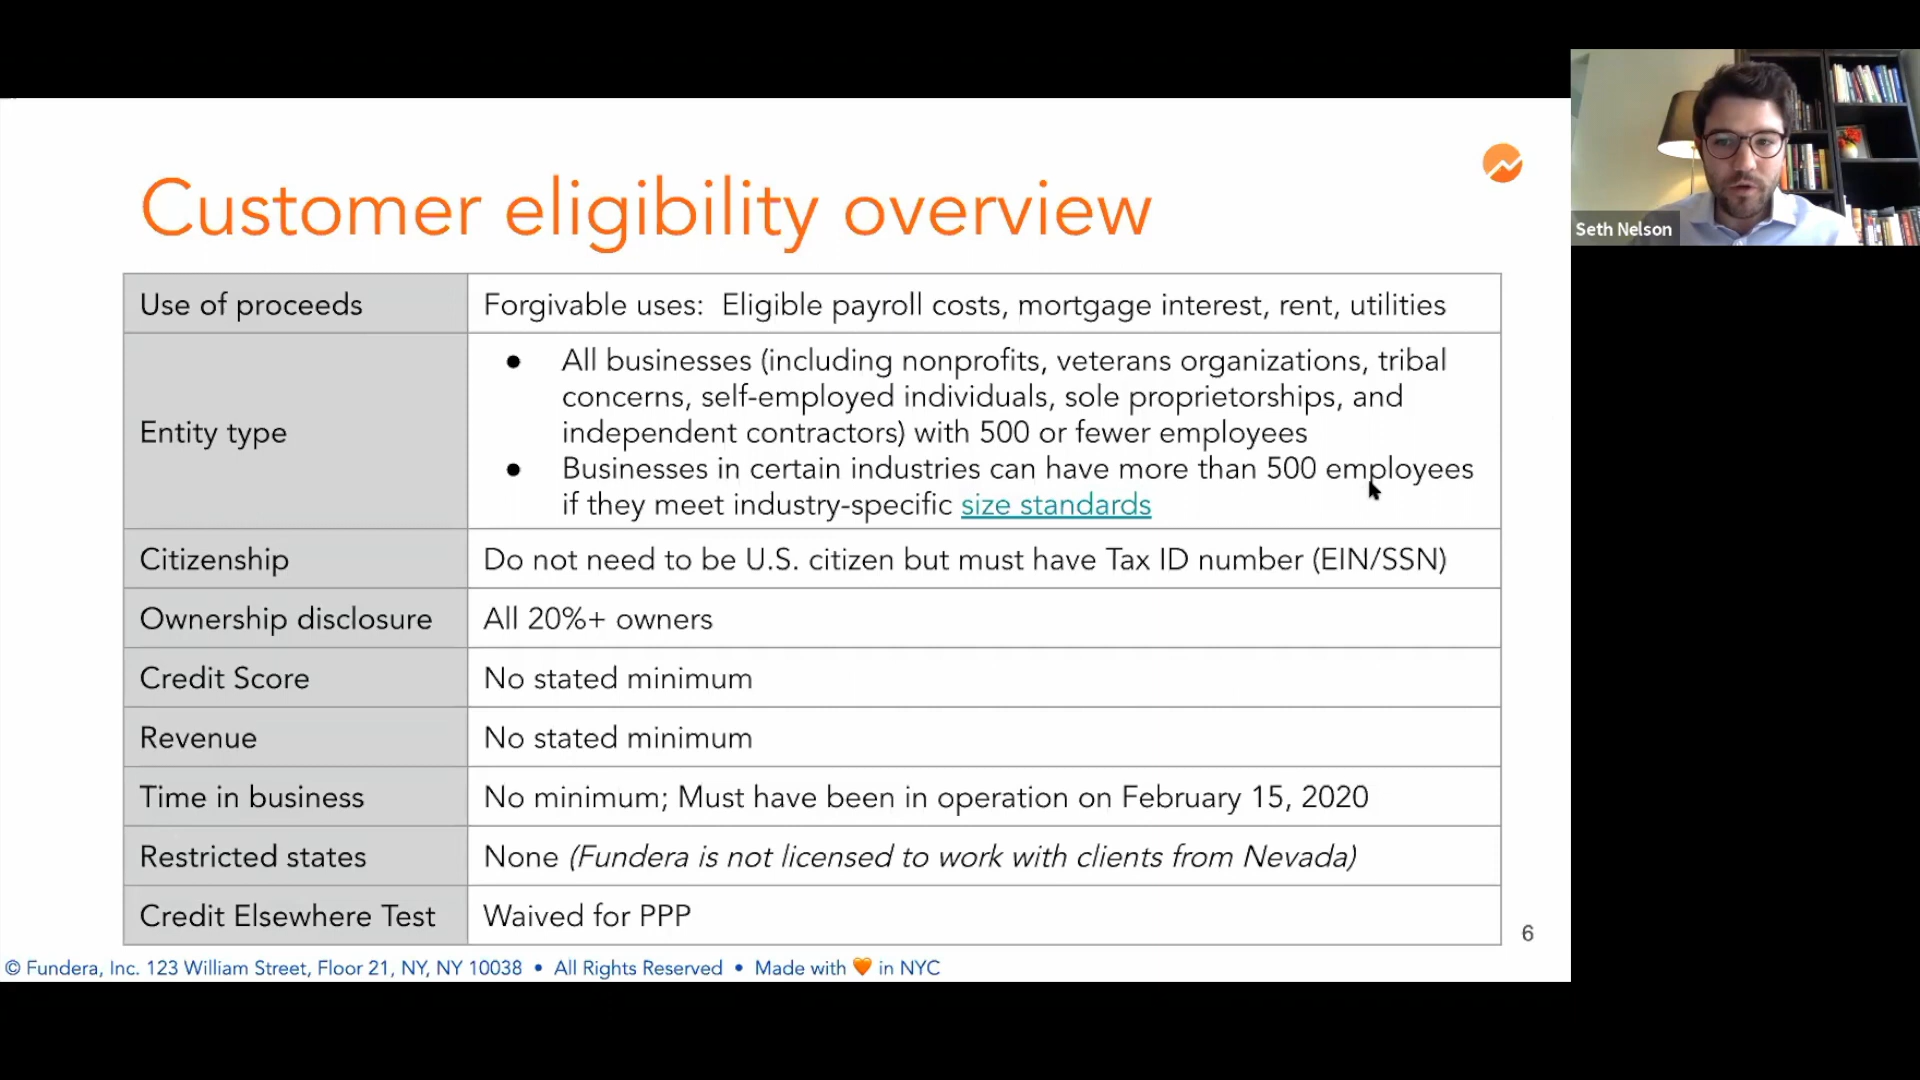 Customer eligibility overview
Use of proceeds
Forgivable uses:  Eligible payroll costs, mortgage interest, rent, utilities
Entity type
● All businesses (including nonprofits, veterans organizations, tribal
concerns, self-employed individuals, sole proprietorships, and
independent contractors) with 500 or fewer employees
● Businesses in certain industries can have more than 500 employees
if they meet industry-specific size standards
Citizenship
Do not need to be U.S. citizen but must have Tax ID number (EIN/SSN)
Ownership disclosure
All 20%+ owners
Credit Score
No stated minimum
Revenue
No stated minimum
Time in business
No minimum; Must have been in operation on February 15, 2020
Restricted states
None (Fundera is not licensed to work with clients from Nevada)
Credit Elsewhere Test
Waived for PPP
6
© Fundera, Inc. 123 William Street, Floor 21, NY, NY 10038 • All Rights Reserved • Made with 🧡 in NYC
Seth Nelson